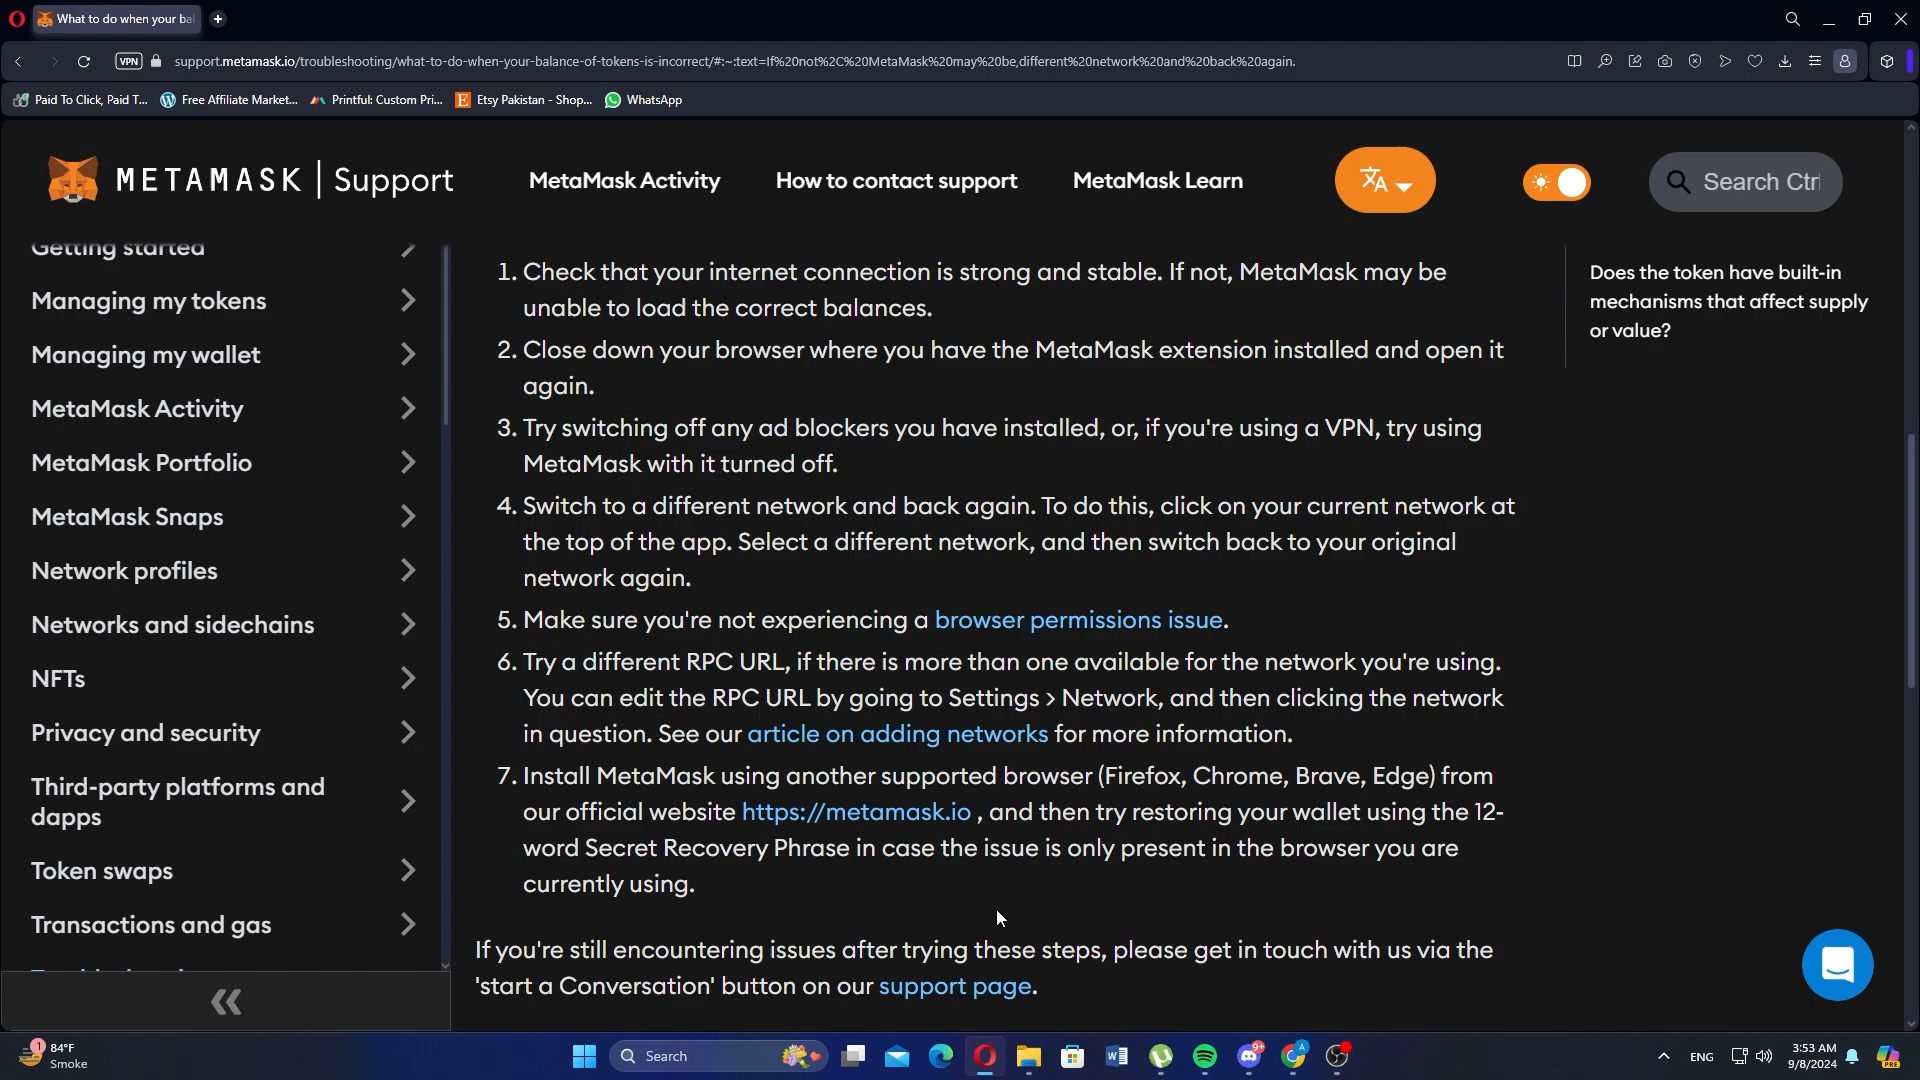 What to do when your bal
VPN
support.metamask.io/troubleshooting/what-to-do-when-your-balance-of-tokens-is-incorrect/#:~:text=If%20not%2C%20MetaMask%20may%20be,different%20network%20and%20back%20again.
Paid To Click, Paid T...
Free Affiliate Market...
Printful: Custom Pri...
Etsy Pakistan - Shop...
WhatsApp
METAMASK | Support
MetaMask Activity
How to contact support
MetaMask Learn
Search Ctrl
Getting started
Managing my tokens
Managing my wallet
MetaMask Activity
MetaMask Portfolio
MetaMask Snaps
Network profiles
Networks and sidechains
NFTs
Privacy and security
Third-party platforms and
dapps
Token swaps
Transactions and gas
1. Check that your internet connection is strong and stable. If not, MetaMask may be
unable to load the correct balances.
2. Close down your browser where you have the MetaMask extension installed and open it
again.
3. Try switching off any ad blockers you have installed, or, if you're using a VPN, try using
MetaMask with it turned off.
4. Switch to a different network and back again. To do this, click on your current network at
the top of the app. Select a different network, and then switch back to your original
network again.
5. Make sure you're not experiencing a browser permissions issue.
6. Try a different RPC URL, if there is more than one available for the network you're using.
You can edit the RPC URL by going to Settings > Network, and then clicking the network
in question. See our article on adding networks for more information.
7. Install MetaMask using another supported browser (Firefox, Chrome, Brave, Edge) from
our official website https://metamask.io , and then try restoring your wallet using the 12-
word Secret Recovery Phrase in case the issue is only present in the browser you are
currently using.
If you're still encountering issues after trying these steps, please get in touch with us via the
'start a Conversation' button on our support page.
Does the token have built-in
mechanisms that affect supply
or value?
1
84°F
Smoke
Search
9+
A
ENG
3:53 AM
9/8/2024
PRE